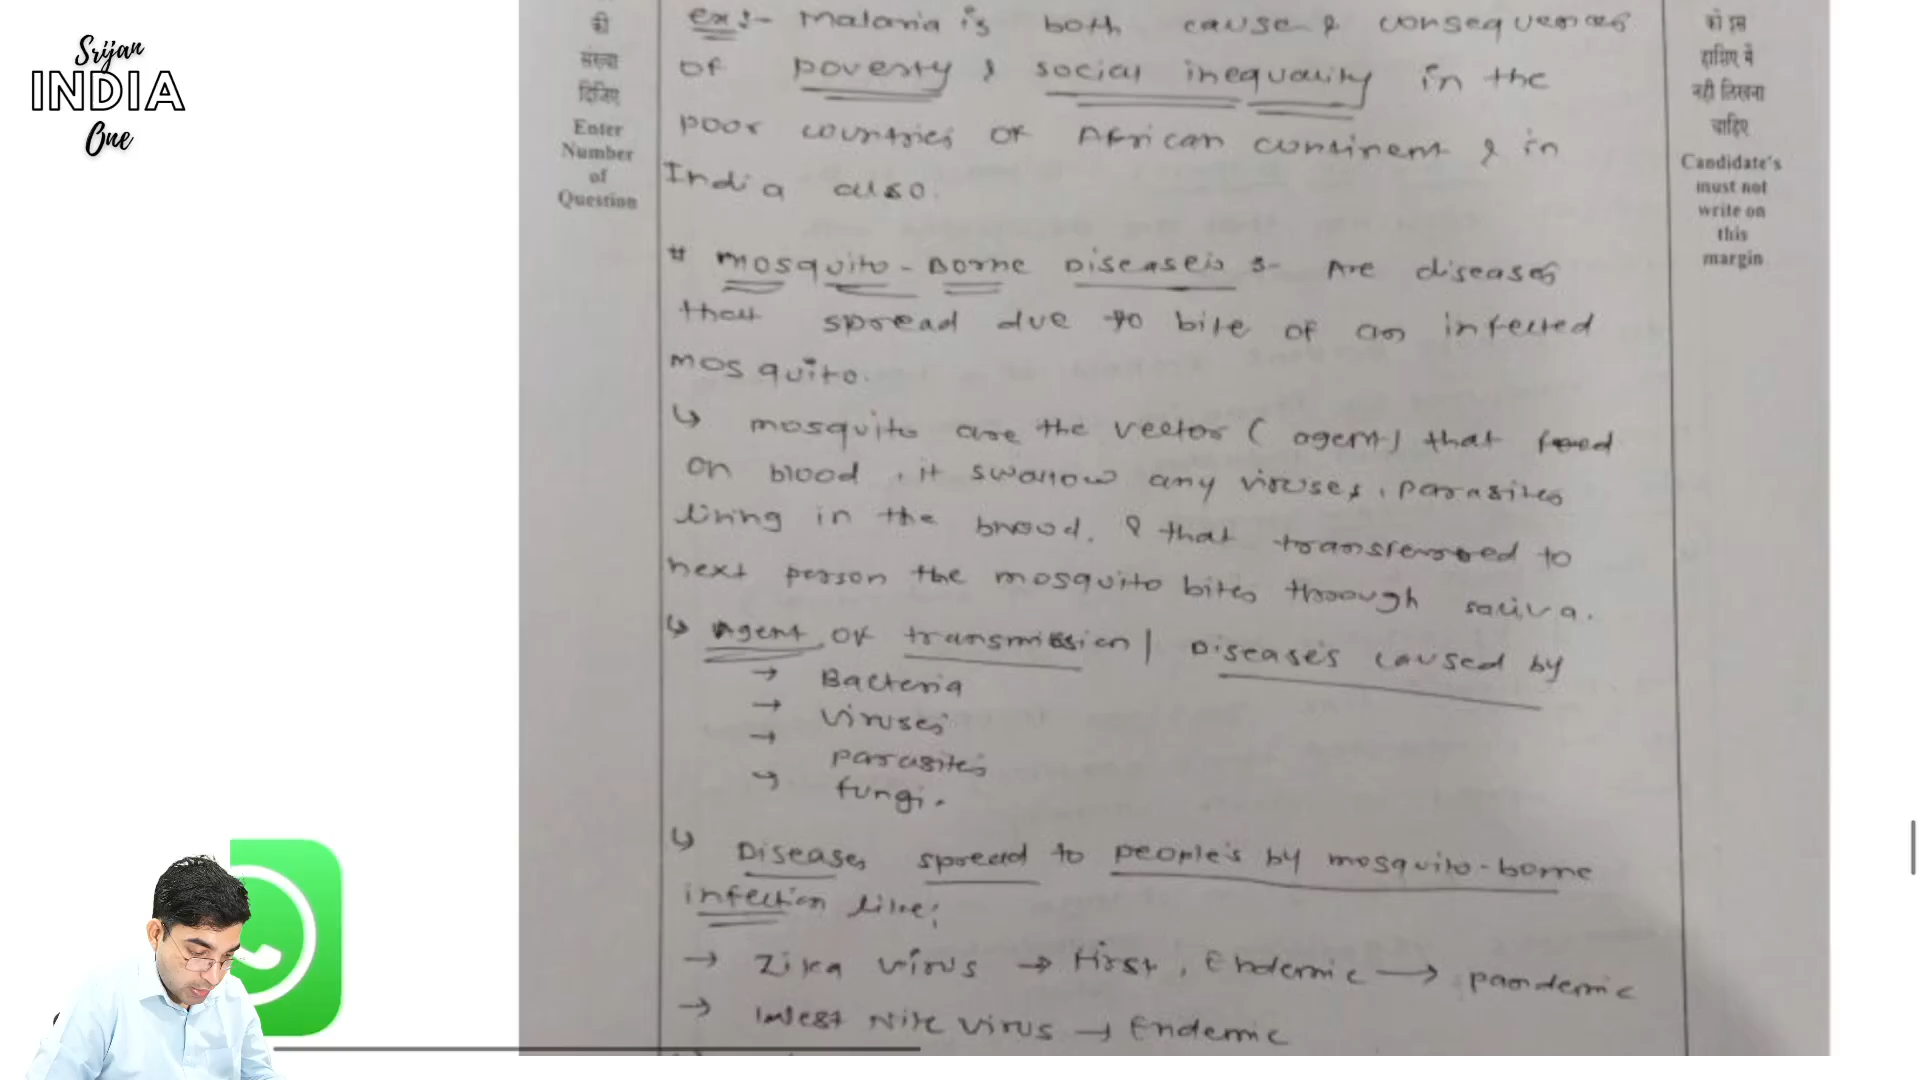 Srijan
INDIA
One
की
संख्या
दिजिए
Enter
Number
of
Question
ex:- Malaria is both cause & consequences
of poverty & social inequality in the
poor countries of African continent & in
India also.
# Mosquito-Borne Diseases :- Are diseases
that spread due to bite of an infected
mosquito.
↳ mosquito are the vector (agent) that feed
on blood, it swallow any viruses, parasites
living in the blood. & that transferred to
next person the mosquito bites through saliva.
↳ Agent of transmission | Diseases caused by
→ Bacteria
→ Viruses
→ parasites
↳ fungi.
↳ Diseases spread to people's by mosquito-borne
infection like:
→ Zika virus → First, Endemic → pandemic
→ West Nile virus → Endemic
को इस
हाशिए में
नही लिखना
चाहिए
Candidate's
must not
write on
this
margin